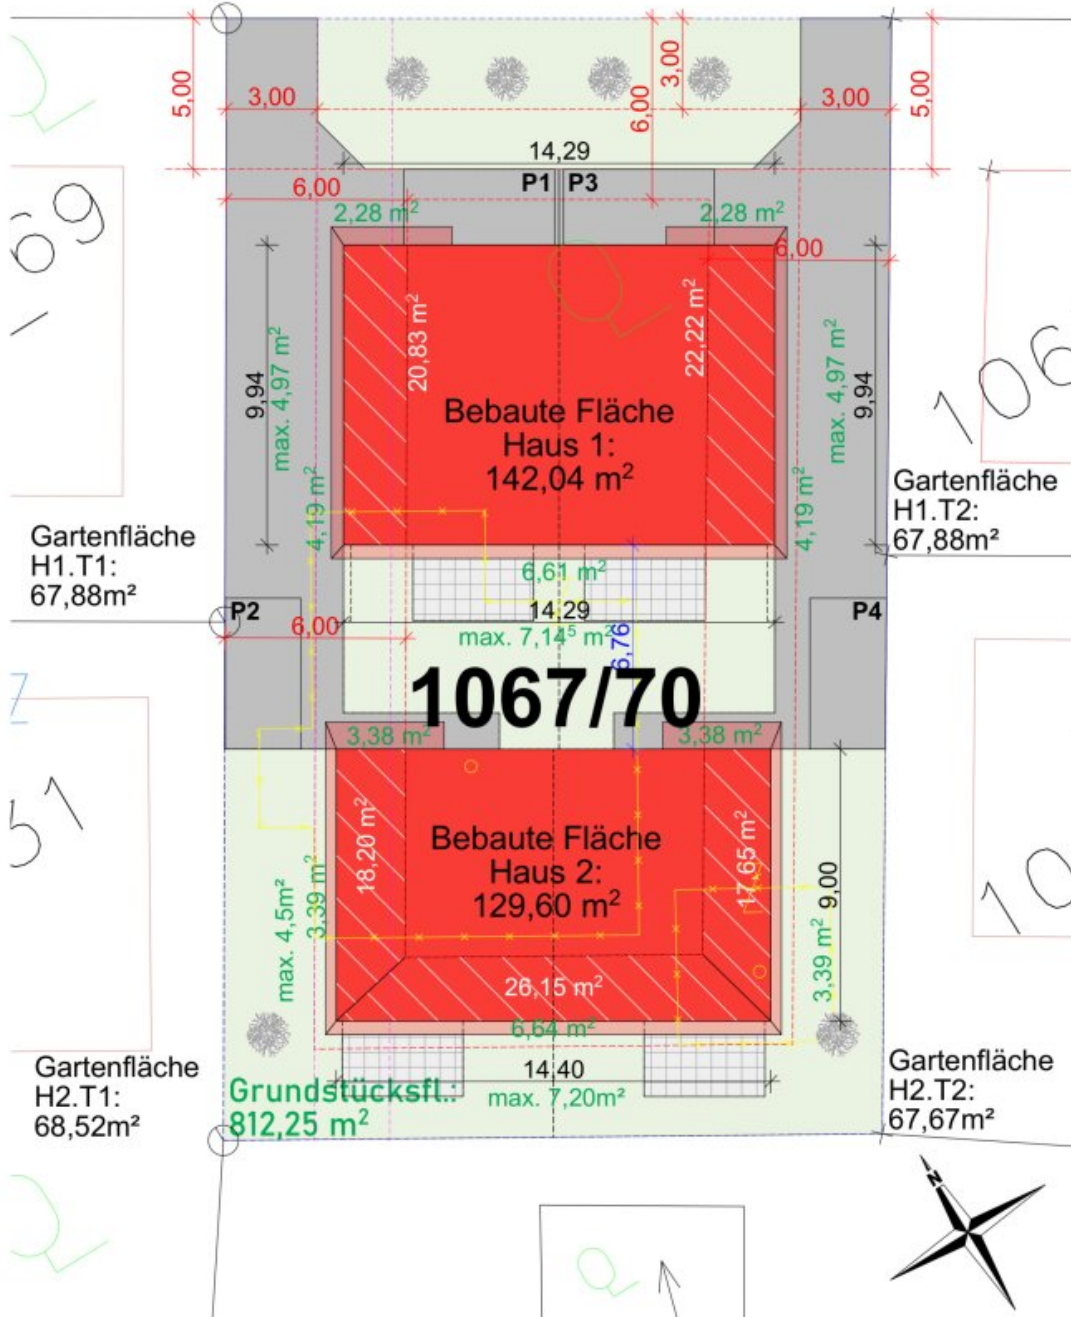 5,00
3,00
3,00
6,00
3,00
5,00
14,29
P1
P3
6,00
2,28 m²
2,28 m²
6,00
169
20,83 m²
22,22 m²
9,94
max. 4,97 m²
max. 4,97 m²
9,94
106
Bebaute Fläche
Haus 1:
142,04 m²
4,19 m²
4,19 m²
Gartenfläche
H1.T1:
67,88m²
Gartenfläche
H1.T2:
67,88m²
6,61 m²
P2
6,00
14,29
P4
max. 7,14⁵ m²
6,76
1067/70
3,38 m²
3,38 m²
51
10
18,20 m²
Bebaute Fläche
Haus 2:
129,60 m²
17,65 m²
9,00
max. 4,5m²
3,39 m²
3,39 m²
26,15 m²
6,64 m²
14,40
max. 7,20m²
Gartenfläche
H2.T1:
68,52m²
Grundstücksfl.:
812,25 m²
Gartenfläche
H2.T2:
67,67m²
N